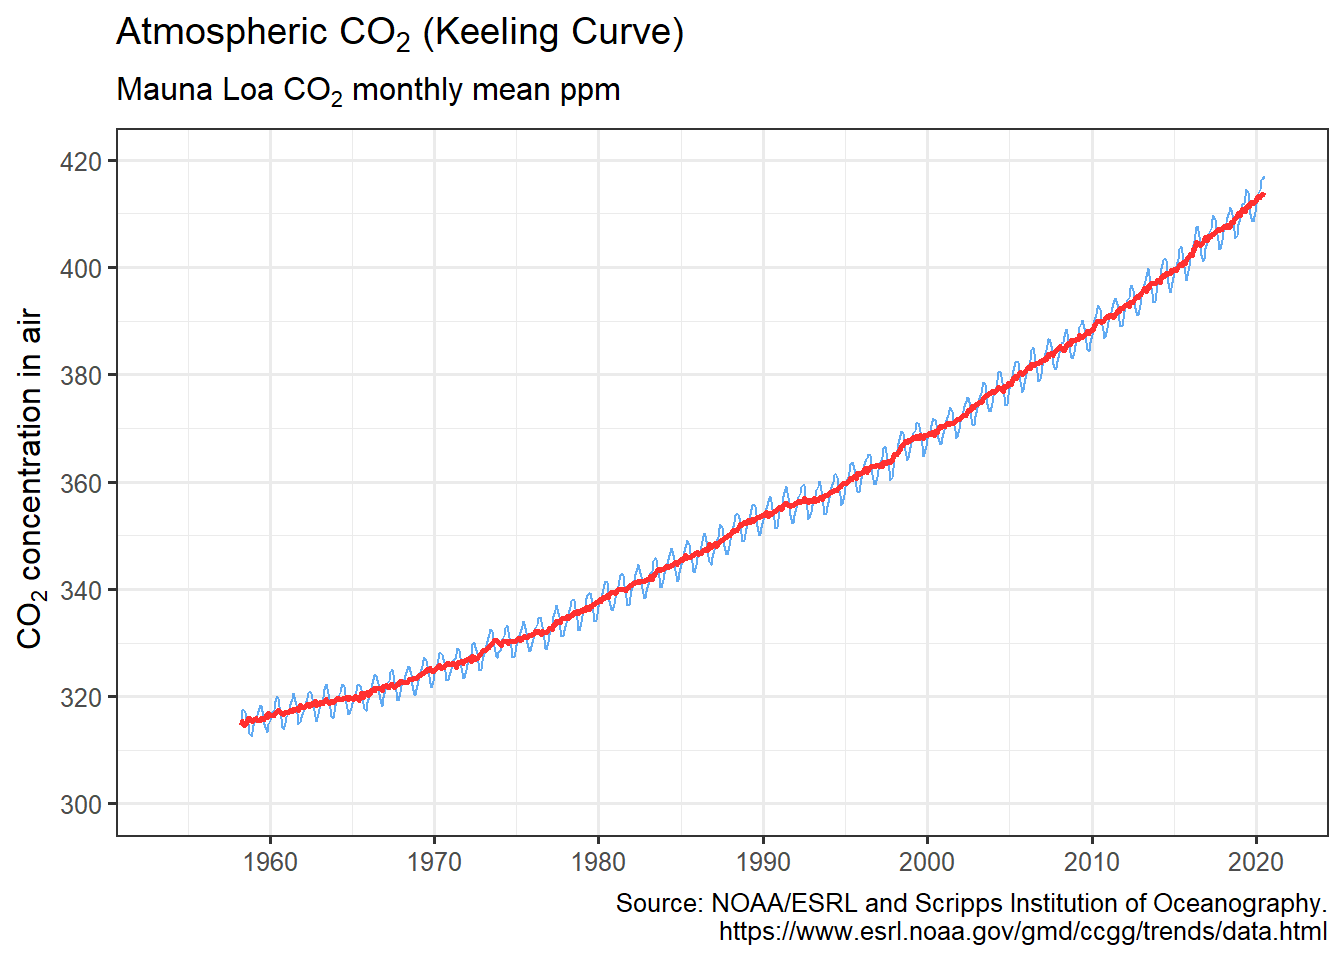 Atmospheric CO₂ (Keeling Curve)
Mauna Loa CO₂ monthly mean ppm
CO₂ concentration in air
420
400
380
360
340
320
300
1960 1970 1980 1990 2000 2010 2020
Source: NOAA/ESRL and Scripps Institution of Oceanography.
https://www.esrl.noaa.gov/gmd/ccgg/trends/data.html